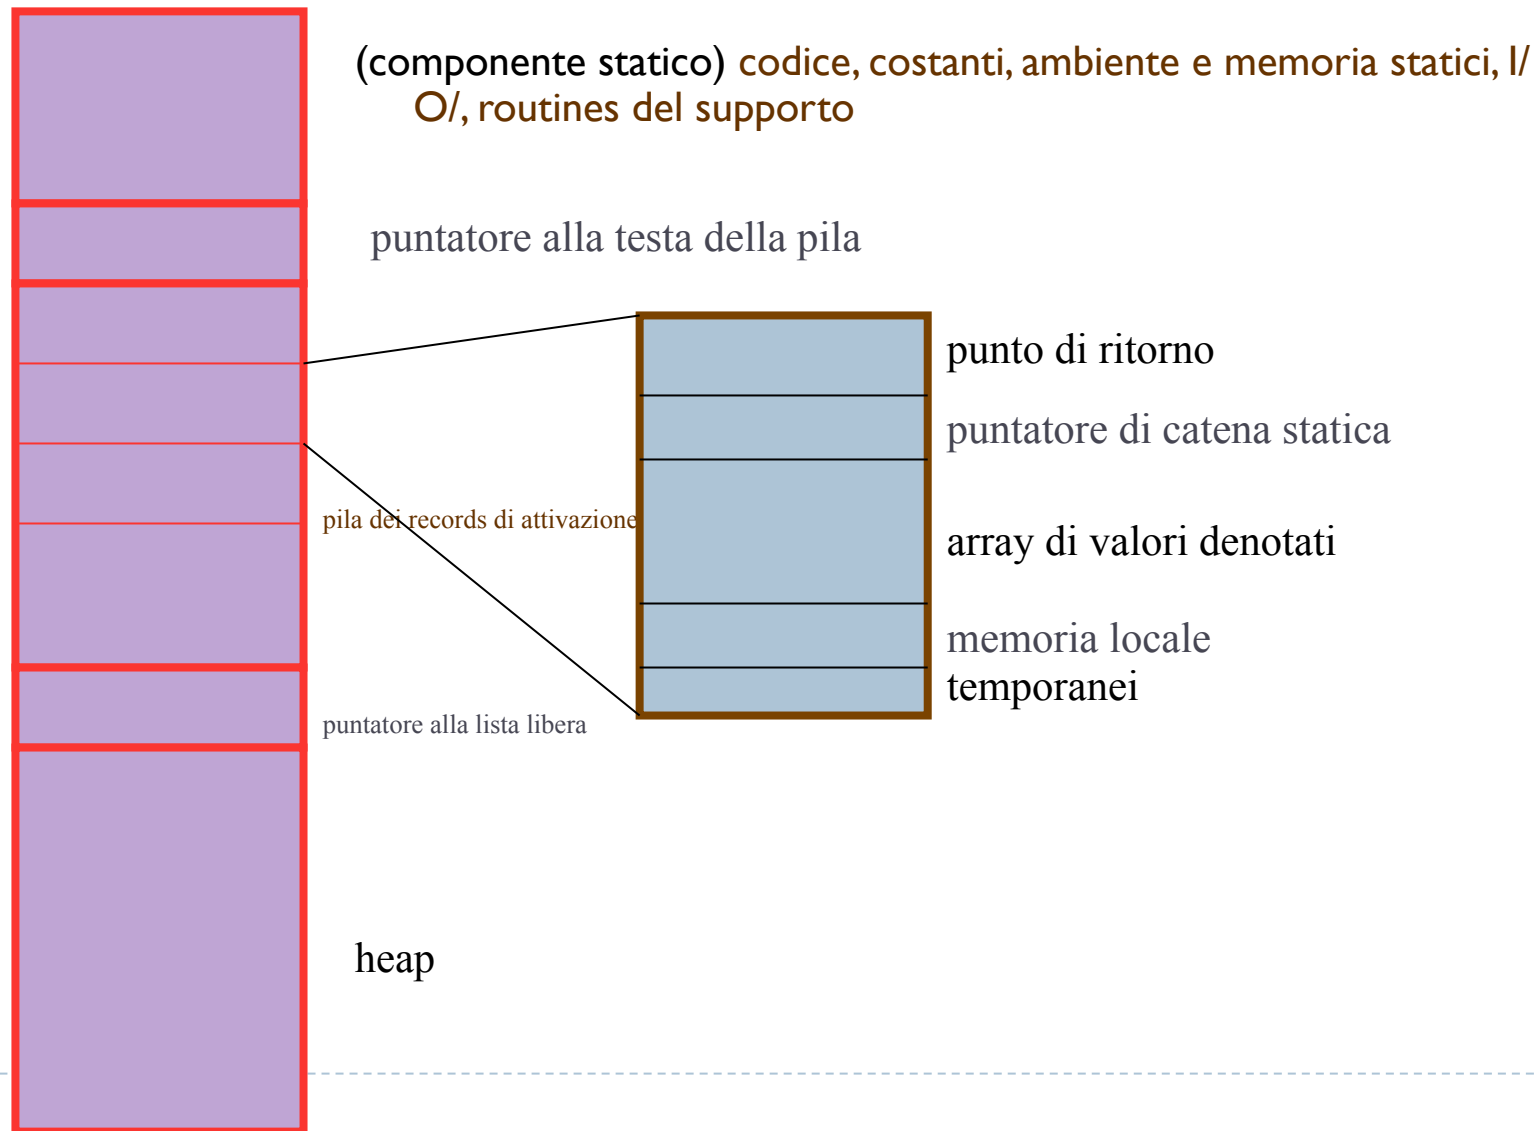 (componente statico) codice, costanti, ambiente e memoria statici, I/
O/, routines del supporto
puntatore alla testa della pila
punto di ritorno
puntatore di catena statica
pila dei records di attivazione
array di valori denotati
memoria locale
temporanei
puntatore alla lista libera
heap